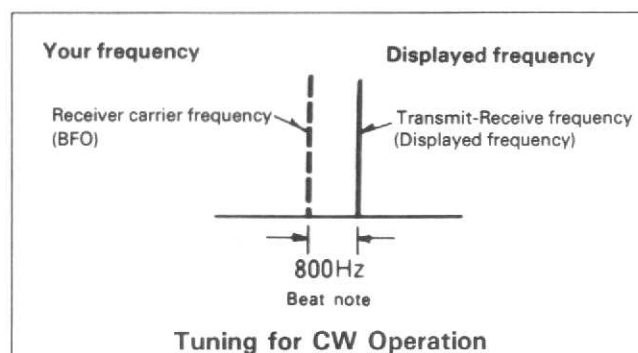 Your frequency
Displayed frequency
Receiver carrier frequency
(BFO)
Transmit-Receive frequency
(Displayed frequency)
800Hz
Beat note
Tuning for CW Operation